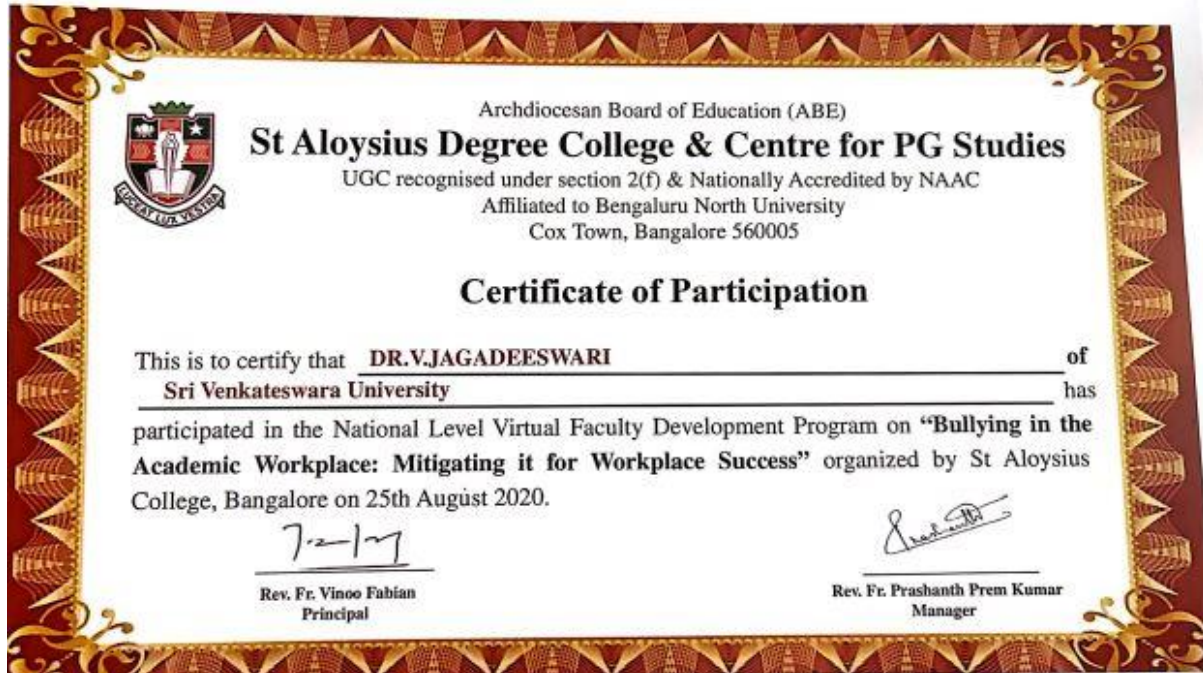 Archdiocesan Board of Education (ABE)
St Aloysius Degree College & Centre for PG Studies
UGC recognised under section 2(f) & Nationally Accredited by NAAC
Affiliated to Bengaluru North University
Cox Town, Bangalore 560005
LUCEAT LUX VESTRA
Certificate of Participation
This is to certify that DR.V.JAGADEESWARI of
Sri Venkateswara University has
participated in the National Level Virtual Faculty Development Program on “Bullying in the
Academic Workplace: Mitigating it for Workplace Success” organized by St Aloysius
College, Bangalore on 25th August 2020.
Prashanth
Rev. Fr. Vinoo Fabian
Principal
Rev. Fr. Prashanth Prem Kumar
Manager